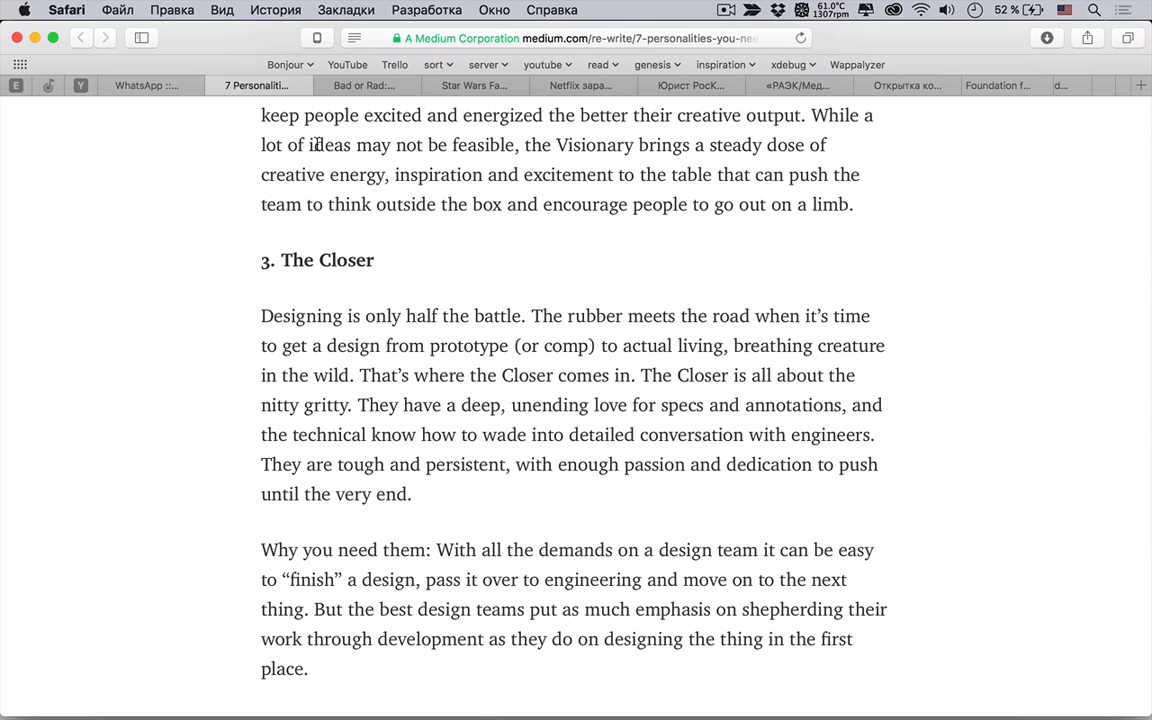 Safari Файл Правка Вид История Закладки Разработка Окно Справка 61.0°C 1307rpm 52 %
A Medium Corporation medium.com/re-write/7-personalities-you-nee
Bonjour YouTube Trello sort server youtube read genesis inspiration xdebug Wappalyzer
E Y WhatsApp ::... 7 Personaliti... Bad or Rad:... Star Wars Fa... Netflix зара... Юрист РосК... «РАЭК/Мед... Открытка ко... Foundation f... d...
keep people excited and energized the better their creative output. While a
lot of ideas may not be feasible, the Visionary brings a steady dose of
creative energy, inspiration and excitement to the table that can push the
team to think outside the box and encourage people to go out on a limb.
3. The Closer
Designing is only half the battle. The rubber meets the road when it’s time
to get a design from prototype (or comp) to actual living, breathing creature
in the wild. That’s where the Closer comes in. The Closer is all about the
nitty gritty. They have a deep, unending love for specs and annotations, and
the technical know how to wade into detailed conversation with engineers.
They are tough and persistent, with enough passion and dedication to push
until the very end.
Why you need them: With all the demands on a design team it can be easy
to “finish” a design, pass it over to engineering and move on to the next
thing. But the best design teams put as much emphasis on shepherding their
work through development as they do on designing the thing in the first
place.